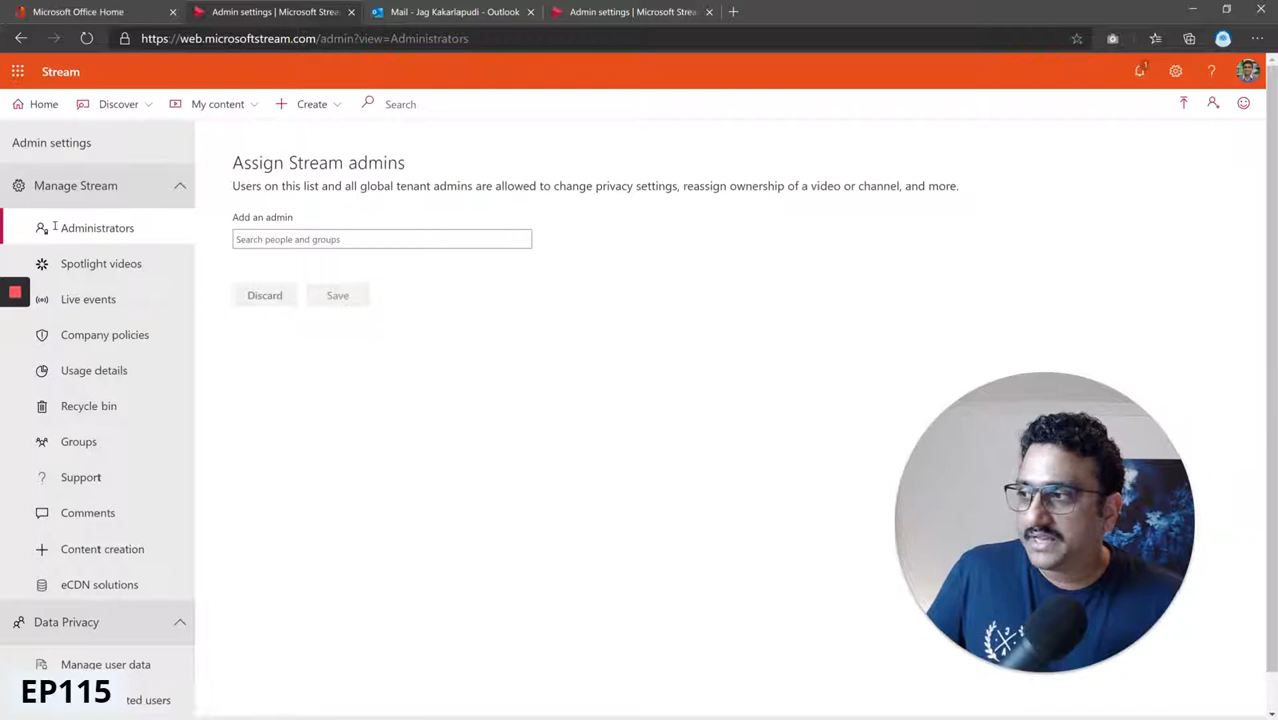 Microsoft Office Home
Admin settings | Microsoft Stream
Mail - Jag Kakarlapudi - Outlook
Admin settings | Microsoft Stream
https://web.microsoftstream.com/admin?view=Administrators
Stream
1
Home
Discover
My content
Create
Search
Admin settings
Manage Stream
Administrators
Spotlight videos
Live events
Company policies
Usage details
Recycle bin
Groups
Support
Comments
Content creation
eCDN solutions
Data Privacy
Manage user data
ted users
Assign Stream admins
Users on this list and all global tenant admins are allowed to change privacy settings, reassign ownership of a video or channel, and more.
Add an admin
Search people and groups
Discard
Save
EP115